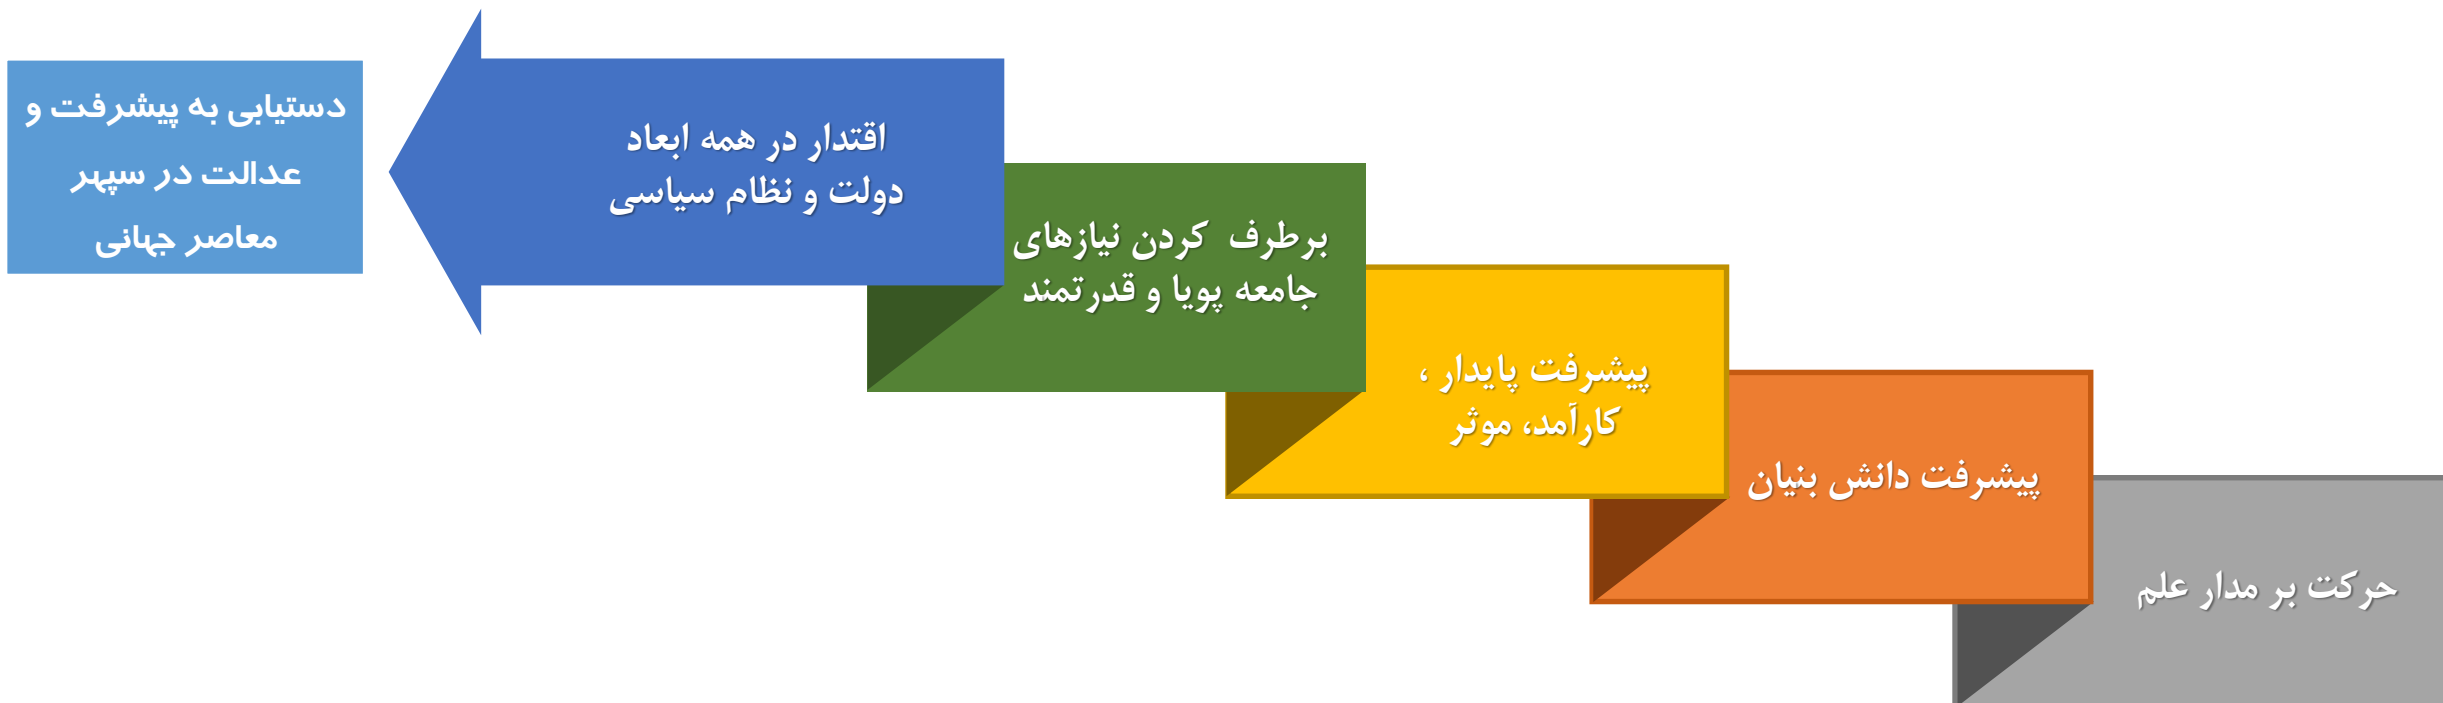 دستیابی به پیشرفت و
عدالت در سپهر
معاصر جهانی
اقتدار در همه ابعاد
دولت و نظام سیاسی
برطرف کردن نیازهای
جامعه پویا و قدرتمند
پیشرفت پایدار ،
کارآمد، موثر
پیشرفت دانش بنیان
حرکت بر مدار علم